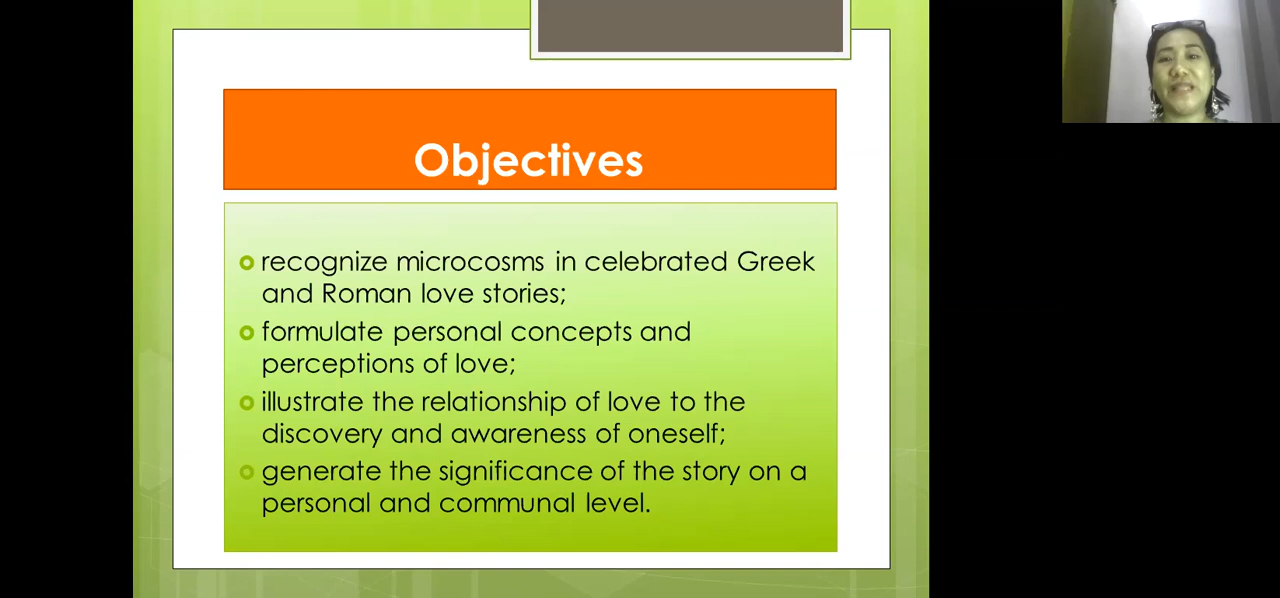 Objectives
recognize microcosms in celebrated Greek
and Roman love stories;
formulate personal concepts and
perceptions of love;
illustrate the relationship of love to the
discovery and awareness of oneself;
generate the significance of the story on a
personal and communal level.